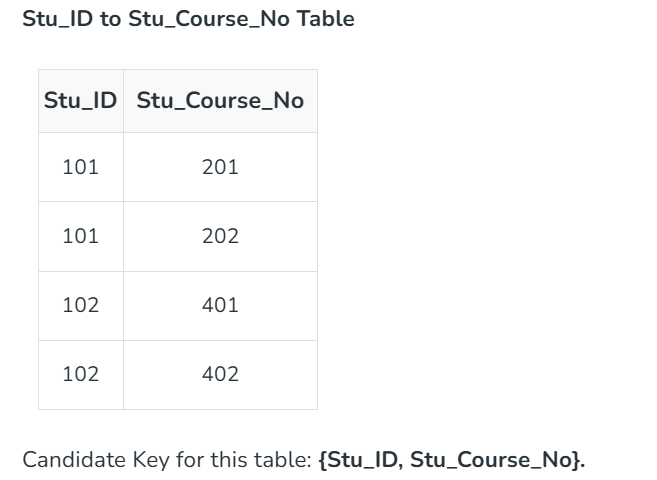 Stu_ID to Stu_Course_No Table
Stu_ID Stu_Course_No
101 201
101 202
102 401
102 402
Candidate Key for this table: {Stu_ID, Stu_Course_No}.